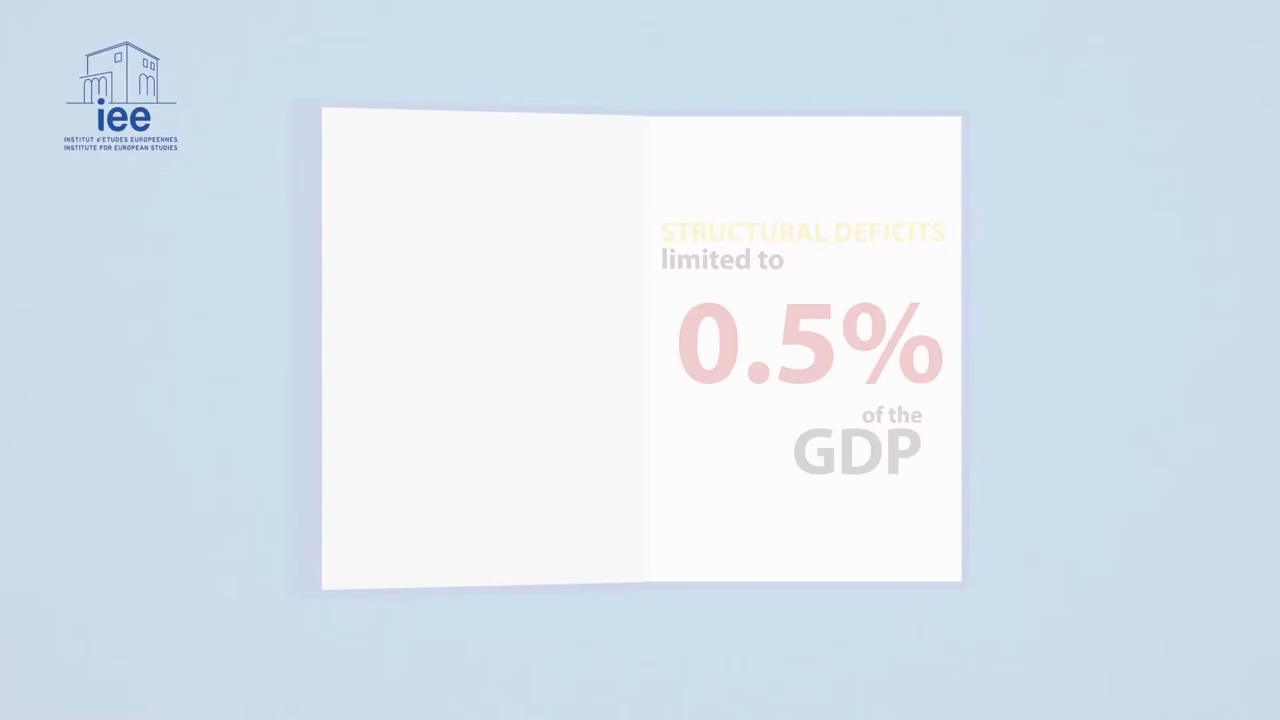 iee
INSTITUT d'ETUDES EUROPEENNES
INSTITUTE FOR EUROPEAN STUDIES
STRUCTURAL DEFICITS
limited to
0.5%
of the
GDP